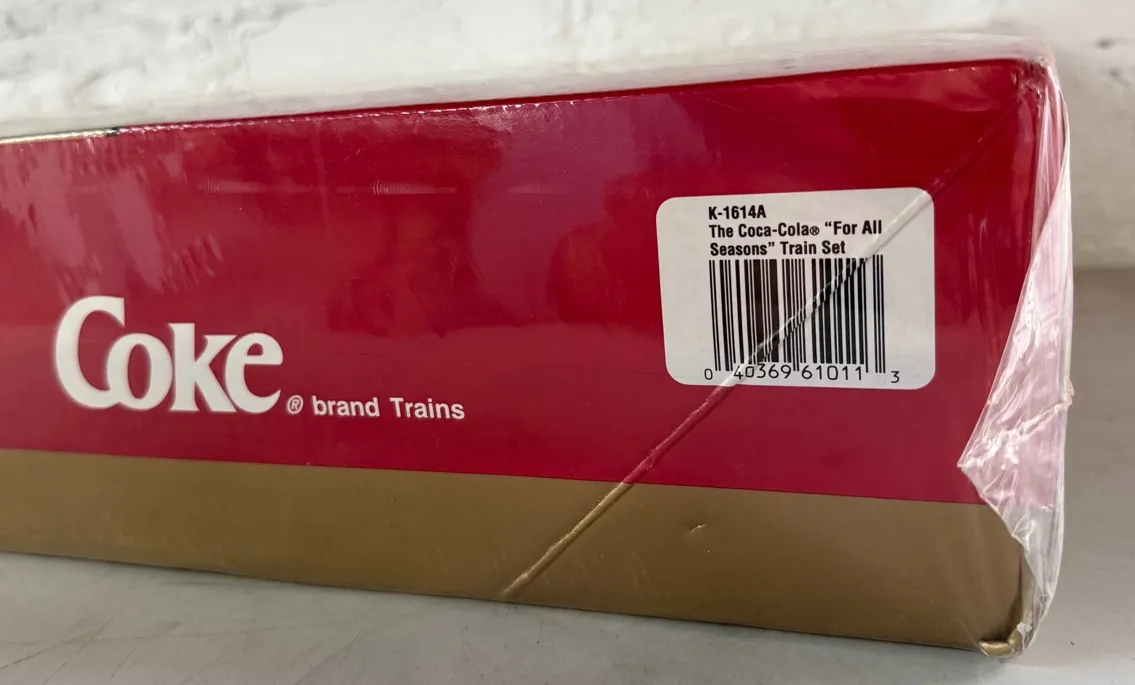 K-1614A
The Coca-Cola® “For All
Seasons” Train Set
0 40369 61011 3
Coke® brand Trains